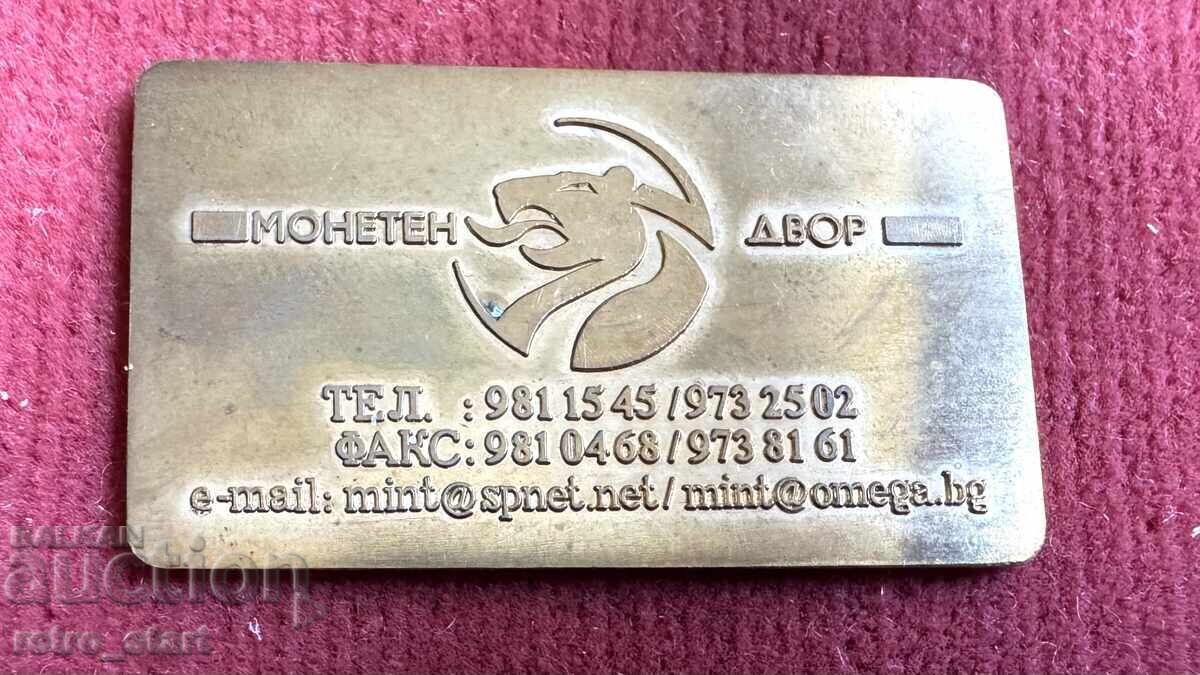 МОНЕТЕН ДВОР
ТЕЛ. : 981 15 45 / 973 25 02
ФАКС: 981 04 68 / 973 81 61
e-mail: mint@spnet.net / mint@omega.bg
BALKAN
auction
retro_start